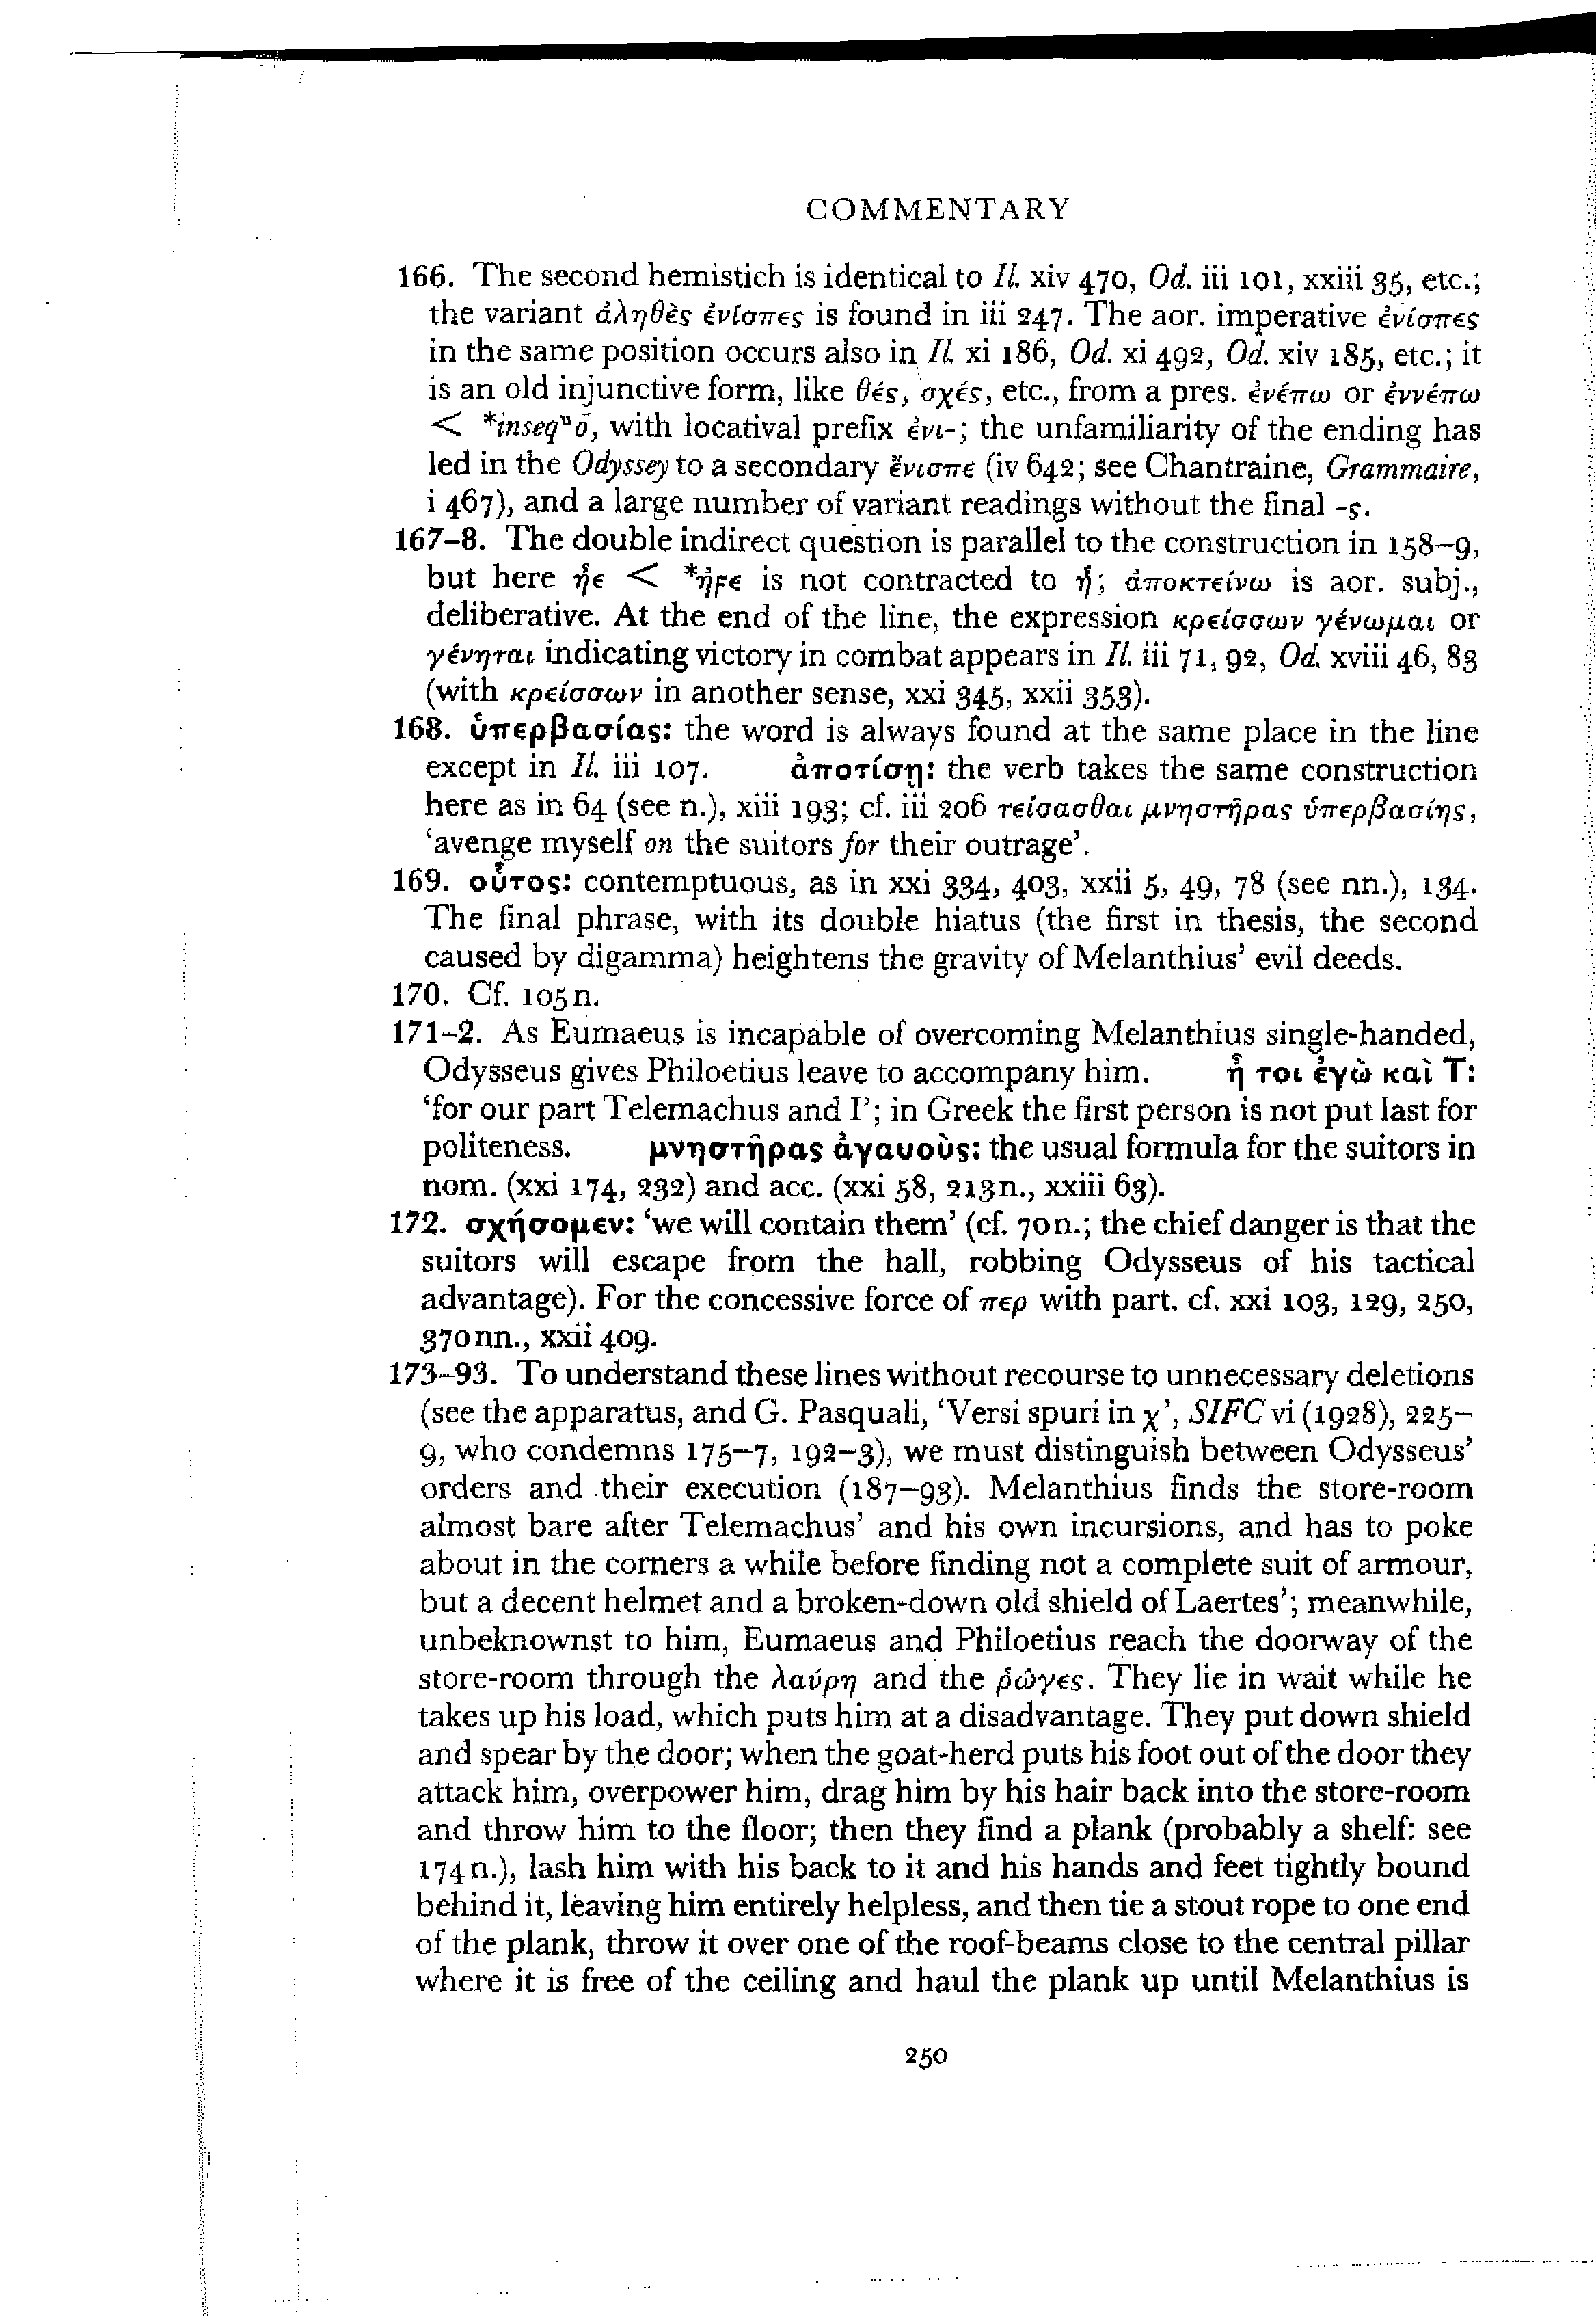 COMMENTARY
166. The second hemistich is identical to Il. xiv 470, Od. iii 101, xxiii 35, etc.;
the variant ἀληθὲς ἐνίσπες is found in iii 247. The aor. imperative ἐνίσπες
in the same position occurs also in Il. xi 186, Od. xi 492, Od. xiv 185, etc.; it
is an old injunctive form, like θές, σχές, etc., from a pres. ἐνέπω or ἐννέπω
< *inseqᵘō, with locatival prefix ἐνι-; the unfamiliarity of the ending has
led in the Odyssey to a secondary ἔνισπε (iv 642; see Chantraine, Grammaire,
i 467), and a large number of variant readings without the final -ς.
167–8. The double indirect question is parallel to the construction in 158–9,
but here ἦε < *ἦϝε is not contracted to ἦ; ἀποκτείνω is aor. subj.,
deliberative. At the end of the line, the expression κρείσσων γένωμαι or
γένηται indicating victory in combat appears in Il. iii 71, 92, Od. xviii 46, 83
(with κρείσσων in another sense, xxi 345, xxii 353).
168. ὑπερβασίας: the word is always found at the same place in the line
except in Il. iii 107. ἀποτίσῃ: the verb takes the same construction
here as in 64 (see n.), xiii 193; cf. iii 206 τείσασθαι μνηστῆρας ὑπερβασίης,
‘avenge myself on the suitors for their outrage’.
169. οὗτος: contemptuous, as in xxi 334, 403, xxii 5, 49, 78 (see nn.), 134.
The final phrase, with its double hiatus (the first in thesis, the second
caused by digamma) heightens the gravity of Melanthius’ evil deeds.
170. Cf. 105 n.
171–2. As Eumaeus is incapable of overcoming Melanthius single-handed,
Odysseus gives Philoetius leave to accompany him. ἦ τοι ἐγὼ καὶ Τ:
‘for our part Telemachus and I’; in Greek the first person is not put last for
politeness. μνηστῆρας ἀγαυοὺς: the usual formula for the suitors in
nom. (xxi 174, 232) and acc. (xxi 58, 213 n., xxiii 63).
172. σχήσομεν: ‘we will contain them’ (cf. 70 n.; the chief danger is that the
suitors will escape from the hall, robbing Odysseus of his tactical
advantage). For the concessive force of περ with part. cf. xxi 103, 129, 250,
370 nn., xxii 409.
173–93. To understand these lines without recourse to unnecessary deletions
(see the apparatus, and G. Pasquali, ‘Versi spuri in χ’, SIFC vi (1928), 225–
9, who condemns 175–7, 192–3), we must distinguish between Odysseus’
orders and their execution (187–93). Melanthius finds the store-room
almost bare after Telemachus’ and his own incursions, and has to poke
about in the corners a while before finding not a complete suit of armour,
but a decent helmet and a broken-down old shield of Laertes’; meanwhile,
unbeknownst to him, Eumaeus and Philoetius reach the doorway of the
store-room through the λαύρη and the ῥῶγες. They lie in wait while he
takes up his load, which puts him at a disadvantage. They put down shield
and spear by the door; when the goat-herd puts his foot out of the door they
attack him, overpower him, drag him by his hair back into the store-room
and throw him to the floor; then they find a plank (probably a shelf: see
174 n.), lash him with his back to it and his hands and feet tightly bound
behind it, leaving him entirely helpless, and then tie a stout rope to one end
of the plank, throw it over one of the roof-beams close to the central pillar
where it is free of the ceiling and haul the plank up until Melanthius is
250